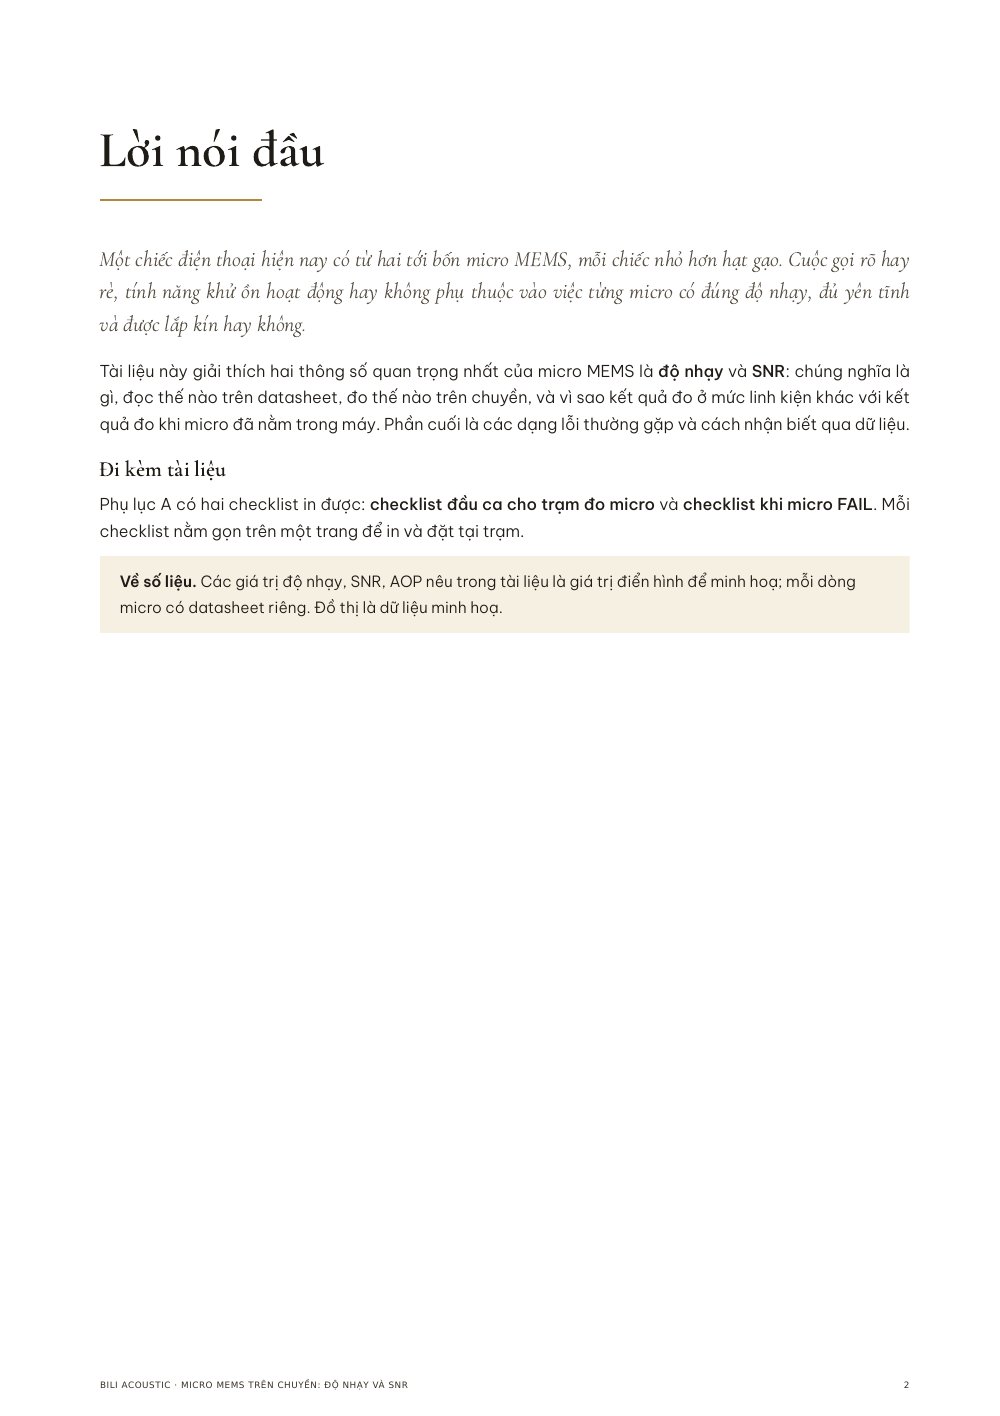 Lời nói đầu
Một chiếc điện thoại hiện nay có từ hai tới bốn micro MEMS, mỗi chiếc nhỏ hơn hạt gạo. Cuộc gọi rõ hay
rè, tính năng khử ồn hoạt động hay không phụ thuộc vào việc từng micro có đúng độ nhạy, đủ yên tĩnh
và được lắp kín hay không.
Tài liệu này giải thích hai thông số quan trọng nhất của micro MEMS là độ nhạy và SNR: chúng nghĩa là
gì, đọc thế nào trên datasheet, đo thế nào trên chuyền, và vì sao kết quả đo ở mức linh kiện khác với kết
quả đo khi micro đã nằm trong máy. Phần cuối là các dạng lỗi thường gặp và cách nhận biết qua dữ liệu.
Đi kèm tài liệu
Phụ lục A có hai checklist in được: checklist đầu ca cho trạm đo micro và checklist khi micro FAIL. Mỗi
checklist nằm gọn trên một trang để in và đặt tại trạm.
Về số liệu. Các giá trị độ nhạy, SNR, AOP nêu trong tài liệu là giá trị điển hình để minh hoạ; mỗi dòng
micro có datasheet riêng. Đồ thị là dữ liệu minh hoạ.
BILI ACOUSTIC · MICRO MEMS TRÊN CHUYỀN: ĐỘ NHẠY VÀ SNR
2